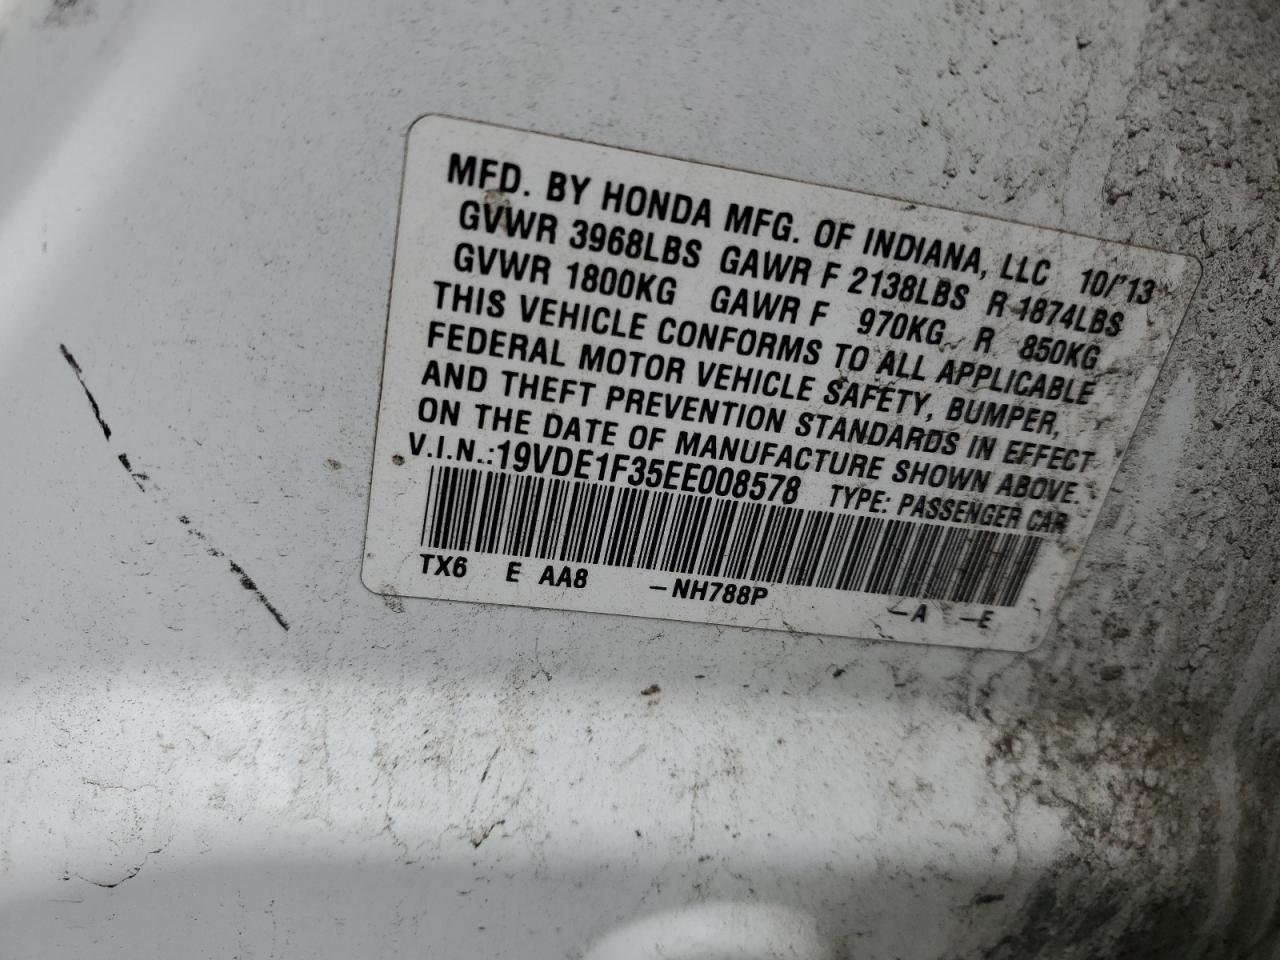 MFD. BY HONDA MFG. OF INDIANA, LLC 10/'13
GVWR 3968LBS GAWR F 2138LBS R 1874LBS
GVWR 1800KG GAWR F 970KG R 850KG
THIS VEHICLE CONFORMS TO ALL APPLICABLE
FEDERAL MOTOR VEHICLE SAFETY, BUMPER,
AND THEFT PREVENTION STANDARDS IN EFFECT
ON THE DATE OF MANUFACTURE SHOWN ABOVE.
V.I.N.:19VDE1F35EE008578 TYPE: PASSENGER CAR
TX6 E AA8 –NH788P –A –E